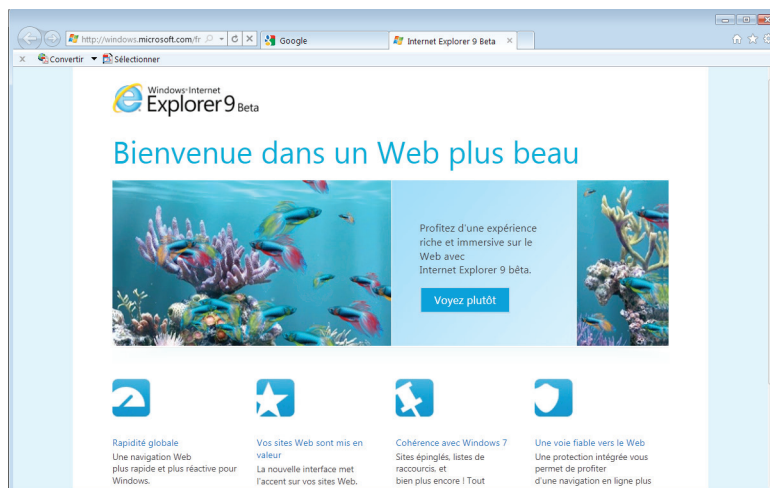 http://windows.microsoft.com/fr
Google
Internet Explorer 9 Beta
Convertir
Sélectionner
Windows Internet
Explorer 9 Beta
Bienvenue dans un Web plus beau
Profitez d'une expérience
riche et immersive sur le
Web avec
Internet Explorer 9 bêta.
Voyez plutôt
Rapidité globale
Une navigation Web
plus rapide et plus réactive pour
Windows.
Vos sites Web sont mis en
valeur
La nouvelle interface met
l'accent sur vos sites Web.
Cohérence avec Windows 7
Sites épinglés, listes de
raccourcis, et
bien plus encore ! Tout
Une voie fiable vers le Web
Une protection intégrée vous
permet de profiter
d'une navigation en ligne plus